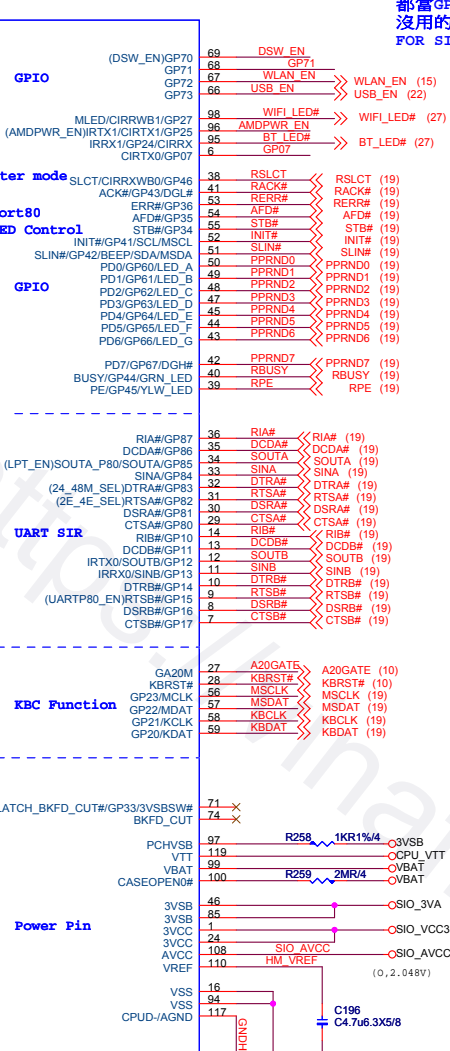 都當GP
沒用的
FOR SI
(DSW_EN)GP70 69 DSW_EN
GPIO GP71 68 GP71
GP72 67 WLAN_EN WLAN_EN (15)
GP73 66 USB_EN USB_EN (22)
MLED/CIRRWB1/GP27 98 WIFI_LED# WIFI_LED# (27)
(AMDPWR_EN)IRTX1/CIRTX1/GP25 96 AMDPWR_EN
IRRX1/GP24/CIRRX 95 BT_LED# BT_LED# (27)
CIRTX0/GP07 6 GP07
ter mode SLCT/CIRRXWB0/GP46 38 RSLCT RSLCT (19)
ACK#/GP43/DGL# 41 RACK# RACK# (19)
ERR#/GP36 53 RERR# RERR# (19)
ort80 AFD#/GP35 54 AFD# AFD# (19)
ED Control STB#/GP34 55 STB# STB# (19)
INIT#/GP41/SCL/MSCL 52 INIT# INIT# (19)
SLIN#/GP42/BEEP/SDA/MSDA 51 SLIN# SLIN# (19)
PD0/GP60/LED_A 50 PPRND0 PPRND0 (19)
PD1/GP61/LED_B 49 PPRND1 PPRND1 (19)
GPIO PD2/GP62/LED_C 48 PPRND2 PPRND2 (19)
PD3/GP63/LED_D 47 PPRND3 PPRND3 (19)
PD4/GP64/LED_E 45 PPRND4 PPRND4 (19)
PD5/GP65/LED_F 44 PPRND5 PPRND5 (19)
PD6/GP66/LED_G 43 PPRND6 PPRND6 (19)
PD7/GP67/DGH# 42 PPRND7 PPRND7 (19)
BUSY/GP44/GRN_LED 40 RBUSY RBUSY (19)
PE/GP45/YLW_LED 39 RPE RPE (19)
RIA#/GP87 36 RIA# RIA# (19)
DCDA#/GP86 35 DCDA# DCDA# (19)
(LPT_EN)SOUTA_P80/SOUTA/GP85 34 SOUTA SOUTA (19)
SINA/GP84 33 SINA SINA (19)
(24_48M_SEL)DTRA#/GP83 32 DTRA# DTRA# (19)
(2E_4E_SEL)RTSA#/GP82 31 RTSA# RTSA# (19)
DSRA#/GP81 30 DSRA# DSRA# (19)
CTSA#/GP80 29 CTSA# CTSA# (19)
UART SIR RIB#/GP10 14 RIB# RIB# (19)
DCDB#/GP11 13 DCDB# DCDB# (19)
IRTX0/SOUTB/GP12 12 SOUTB SOUTB (19)
IRRX0/SINB/GP13 11 SINB SINB (19)
DTRB#/GP14 10 DTRB# DTRB# (19)
(UARTP80_EN)RTSB#/GP15 9 RTSB# RTSB# (19)
DSRB#/GP16 8 DSRB# DSRB# (19)
CTSB#/GP17 7 CTSB# CTSB# (19)
GA20M 27 A20GATE A20GATE (10)
KBRST# 28 KBRST# KBRST# (10)
GP23/MCLK 56 MSCLK MSCLK (19)
KBC Function GP22/MDAT 57 MSDAT MSDAT (19)
GP21/KCLK 58 KBCLK KBCLK (19)
GP20/KDAT 59 KBDAT KBDAT (19)
LATCH_BKFD_CUT#/GP33/3VSBSW# 71
BKFD_CUT 74
PCHVSB 97 R258 1KR1%/4 3VSB
VTT 119 CPU_VTT
VBAT 99 VBAT
CASEOPEN0# 100 R259 2MR/4 VBAT
3VSB 46 SIO_3VA
3VSB 85
Power Pin 3VCC 1 SIO_VCC3
3VCC 24
AVCC 108 SIO_AVCC SIO_AVCC
VREF 110 HM_VREF (0,2.048V)
VSS 16
VSS 94
CPUD-/AGND 117 GNDH
C196
C4.7u6.3X5/8